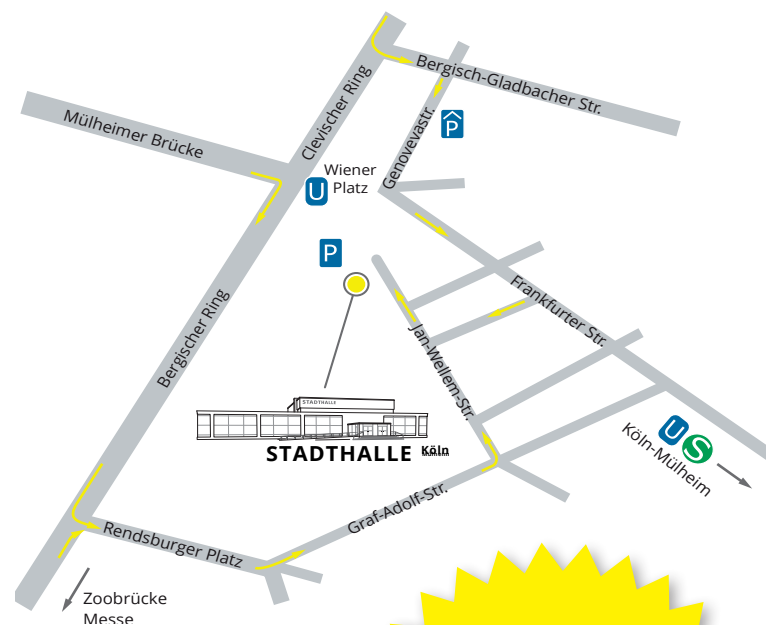 Bergisch-Gladbacher Str.
Clevischer Ring
Mülheimer Brücke
Genovevastr.
P
Wiener
Platz
U
P
Frankfurter Str.
Bergischer Ring
Jan-Wellem-Str.
STADTHALLE
STADTHALLE Köln
Mülheim
U
S
Köln-Mülheim
Graf-Adolf-Str.
Rendsburger Platz
Zoobrücke
Messe